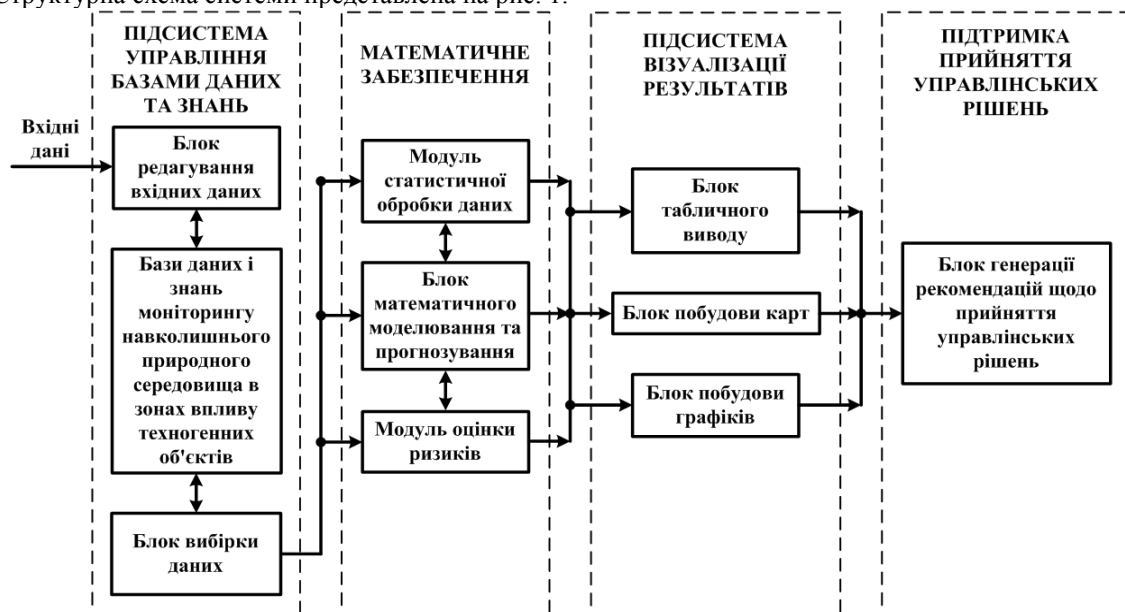 Структурна схема системи представлена на рис. 1.
ПІДСИСТЕМА
УПРАВЛІННЯ
БАЗАМИ ДАНИХ
ТА ЗНАНЬ
Вхідні
дані
Блок
редагування
вхідних даних
Бази даних і
знань
моніторингу
навколишнього
природного
середовища в
зонах впливу
техногенних
об'єктів
Блок вибірки
даних
МАТЕМАТИЧНЕ
ЗАБЕЗПЕЧЕННЯ
Модуль
статистичної
обробки даних
Блок
математичного
моделювання та
прогнозування
Модуль оцінки
ризиків
ПІДСИСТЕМА
ВІЗУАЛІЗАЦІЇ
РЕЗУЛЬТАТІВ
Блок
табличного
виводу
Блок побудови карт
Блок побудови
графіків
ПІДТРИМКА
ПРИЙНЯТТЯ
УПРАВЛІНСЬКИХ
РІШЕНЬ
Блок генерації
рекомендацій щодо
прийняття
управлінських
рішень